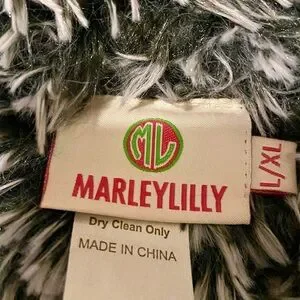 ML
MARLEYLILLY
L/XL
Dry Clean Only
MADE IN CHINA